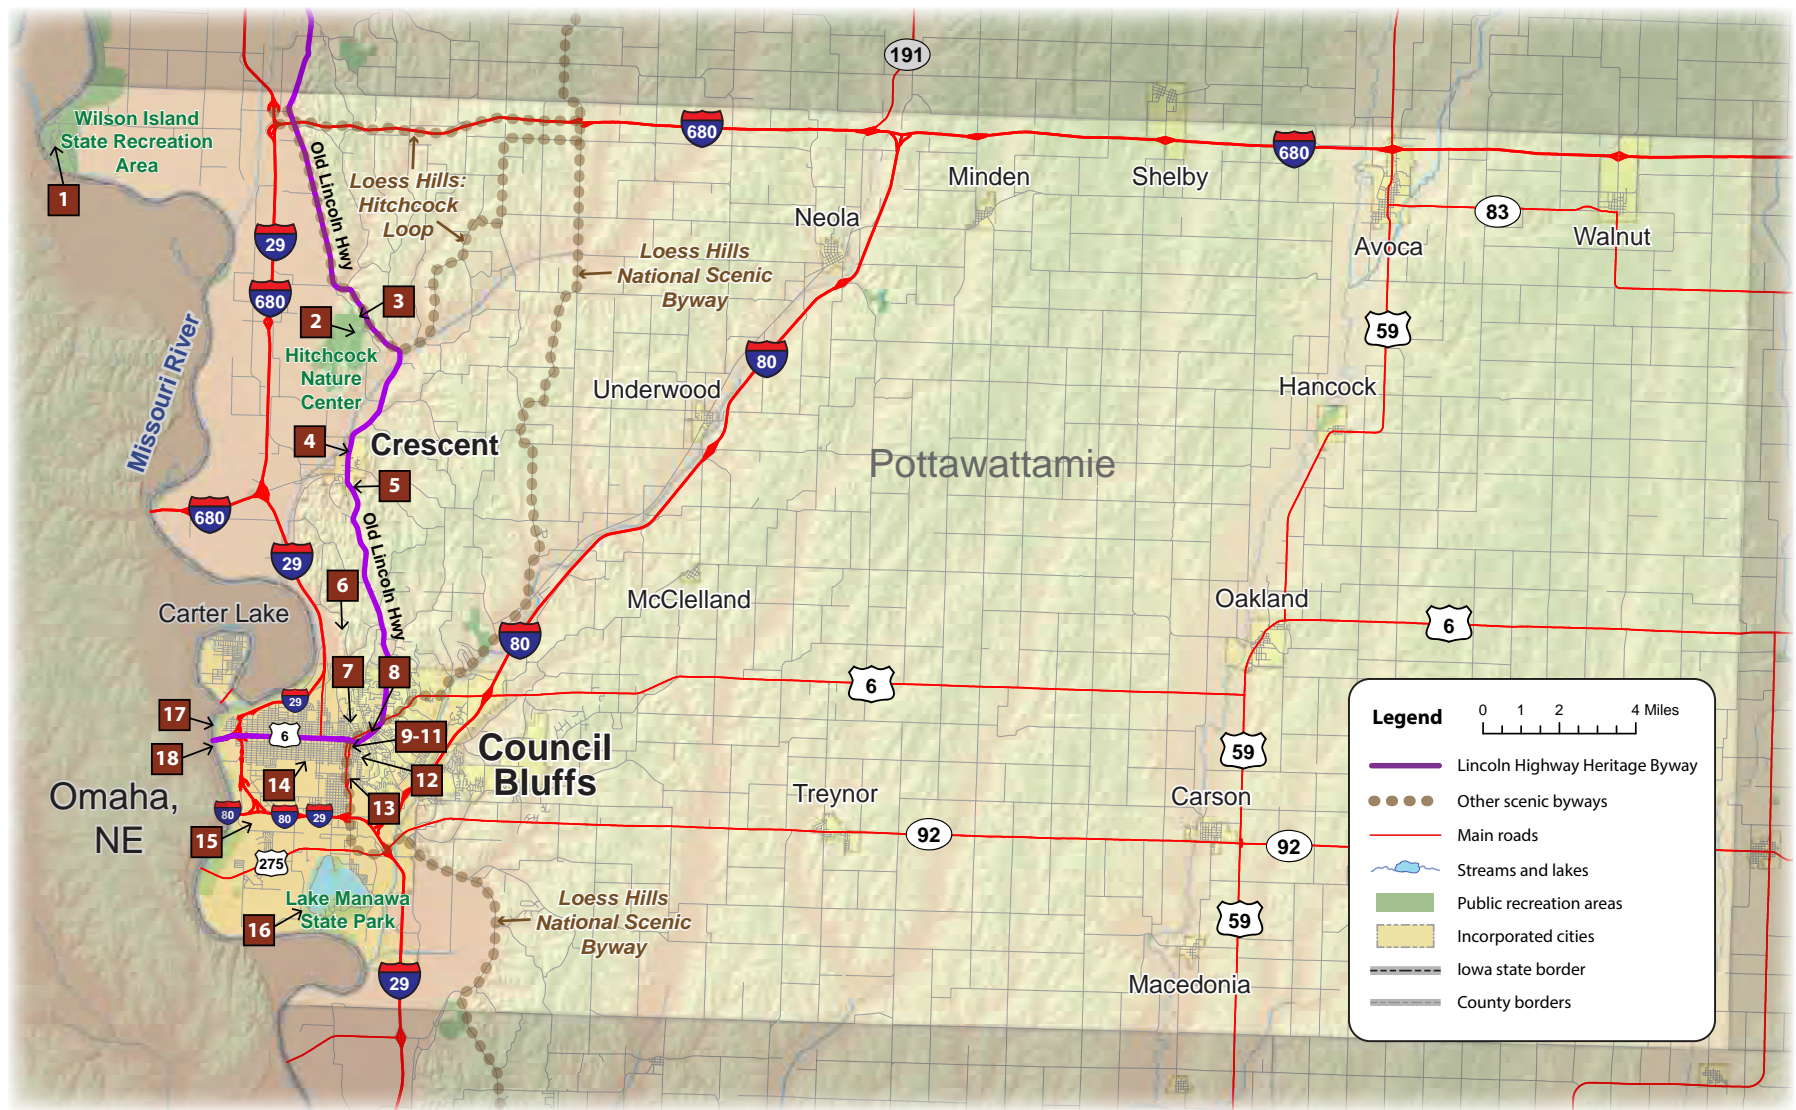 191
Wilson Island
State Recreation
Area
680
680
1
Old Lincoln Hwy
Loess Hills:
Hitchcock
Loop
Minden
Shelby
Neola
83
Avoca
Walnut
29
Loess Hills
National Scenic
Byway
680
3
2
59
Missouri River
Hitchcock
Nature
Center
80
Underwood
Hancock
4
Crescent
Pottawattamie
5
680
Old Lincoln Hwy
29
6
Carter Lake
McClelland
Oakland
6
80
7
8
6
29
17
6
9-11
18
Council
Bluffs
12
14
59
Omaha,
NE
13
Treynor
Carson
80
80
29
15
92
92
275
Lake Manawa
State Park
16
Loess Hills
National Scenic
Byway
59
29
Macedonia
Legend
0 1 2 4 Miles
Lincoln Highway Heritage Byway
Other scenic byways
Main roads
Streams and lakes
Public recreation areas
Incorporated cities
Iowa state border
County borders